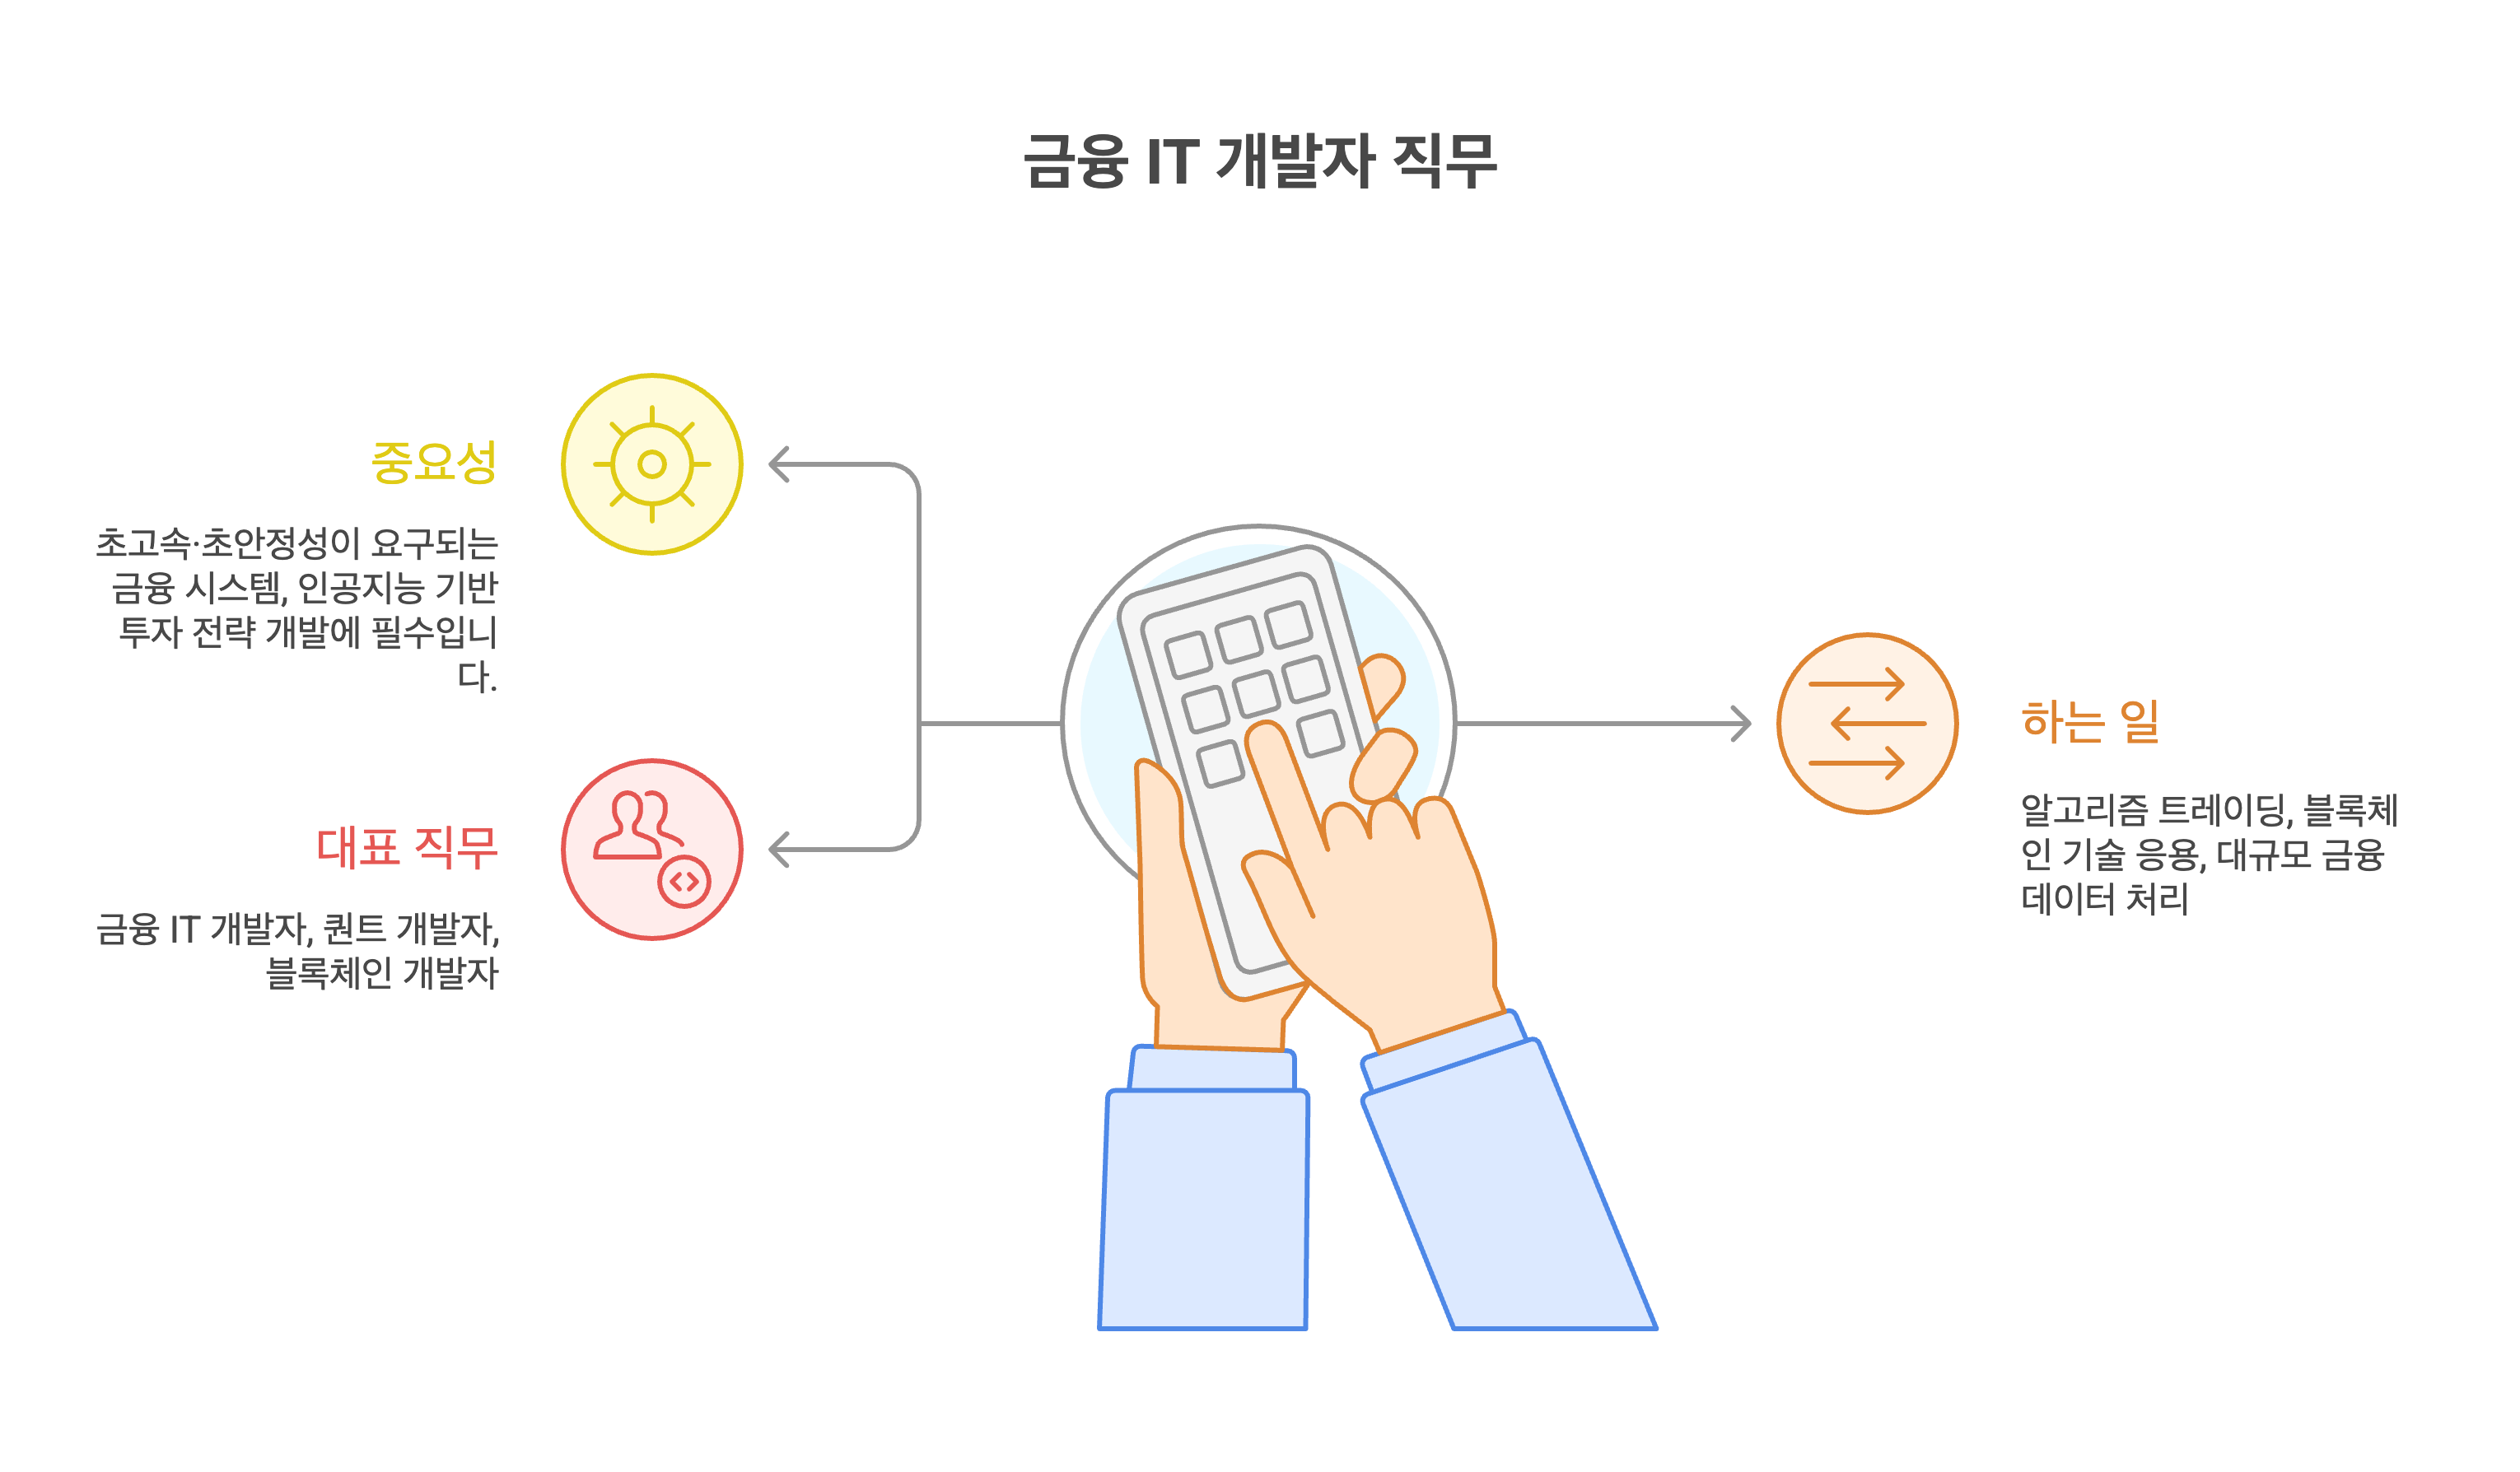 금융 IT 개발자 직무
중요성
초고속·초안정성이 요구되는
금융 시스템, 인공지능 기반
투자 전략 개발에 필수입니
다.
대표 직무
금융 IT 개발자, 퀀트 개발자,
블록체인 개발자
하는 일
알고리즘 트레이딩, 블록체
인 기술 응용, 대규모 금융
데이터 처리